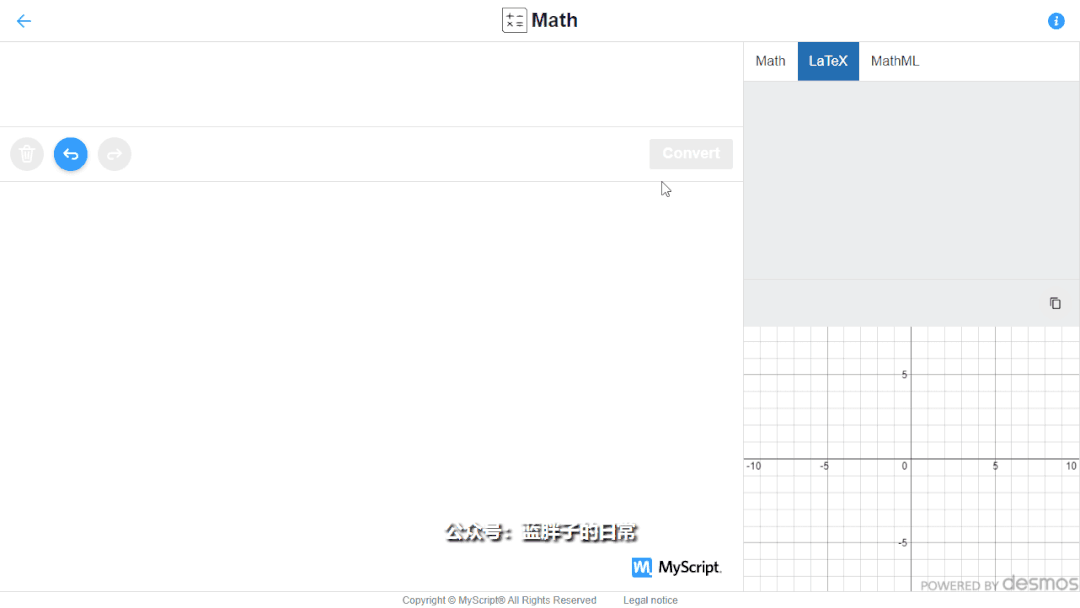 Math
i
Math LaTeX MathML
Convert
5
-10 -5 0 5 10
-5
公众号：蓝胖子的日常
MyScript.
POWERED BY desmos
Copyright © MyScript® All Rights Reserved Legal notice